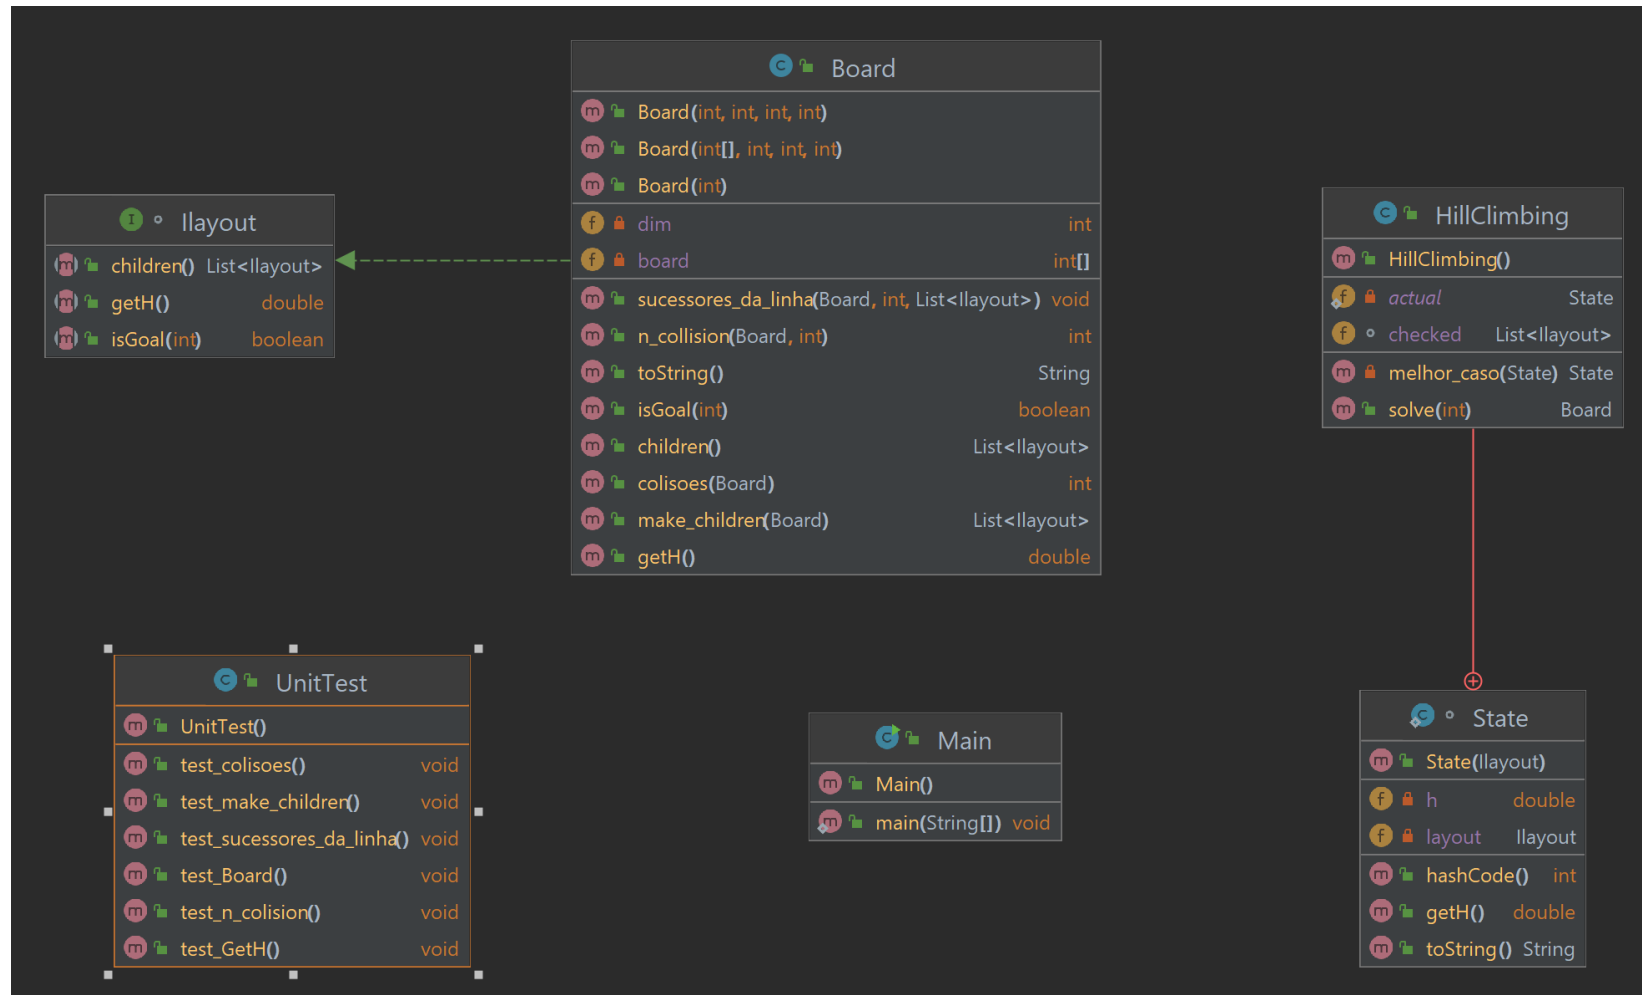 Board
Board(int, int, int, int)
Board(int[], int, int, int)
Board(int)
dim int
board int[]
sucessores_da_linha(Board, int, List<Ilayout>) void
n_collision(Board, int) int
toString() String
isGoal(int) boolean
children() List<Ilayout>
colisoes(Board) int
make_children(Board) List<Ilayout>
getH() double
Ilayout
children() List<Ilayout>
getH() double
isGoal(int) boolean
HillClimbing
HillClimbing()
actual State
checked List<Ilayout>
melhor_caso(State) State
solve(int) Board
UnitTest
UnitTest()
test_colisoes() void
test_make_children() void
test_sucessores_da_linha() void
test_Board() void
test_n_colision() void
test_GetH() void
Main
Main()
main(String[]) void
State
State(Ilayout)
h double
layout Ilayout
hashCode() int
getH() double
toString() String